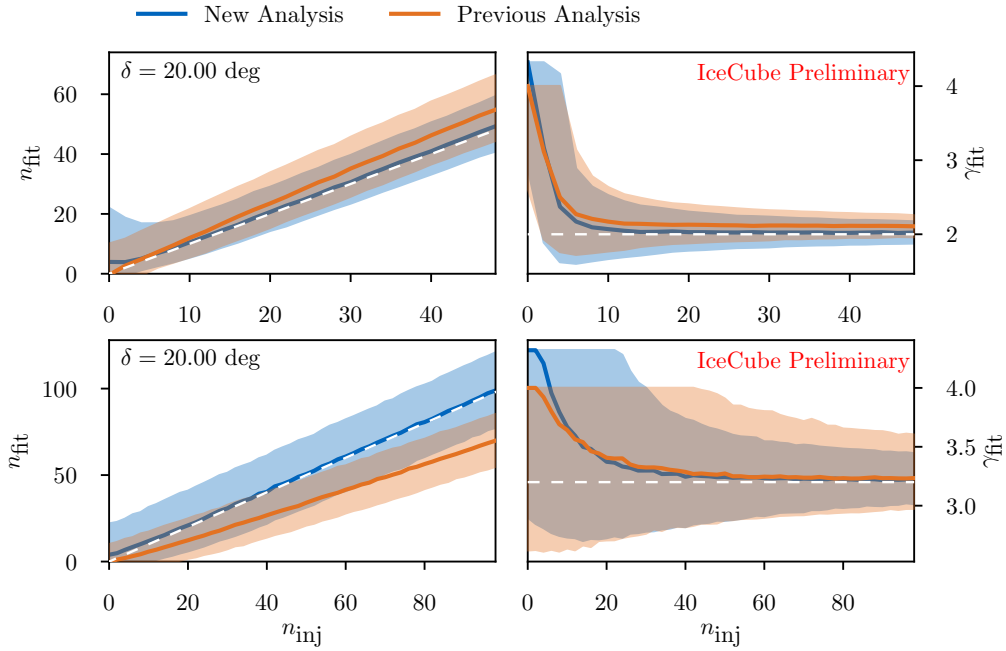 New Analysis Previous Analysis
δ = 20.00 deg
IceCube Preliminary
n_fit
60
40
20
0
0 10 20 30 40
γ_fit
4
3
2
0 10 20 30 40
δ = 20.00 deg
IceCube Preliminary
n_fit
100
50
0
0 20 40 60 80
n_inj
γ_fit
4.0
3.5
3.0
0 20 40 60 80
n_inj